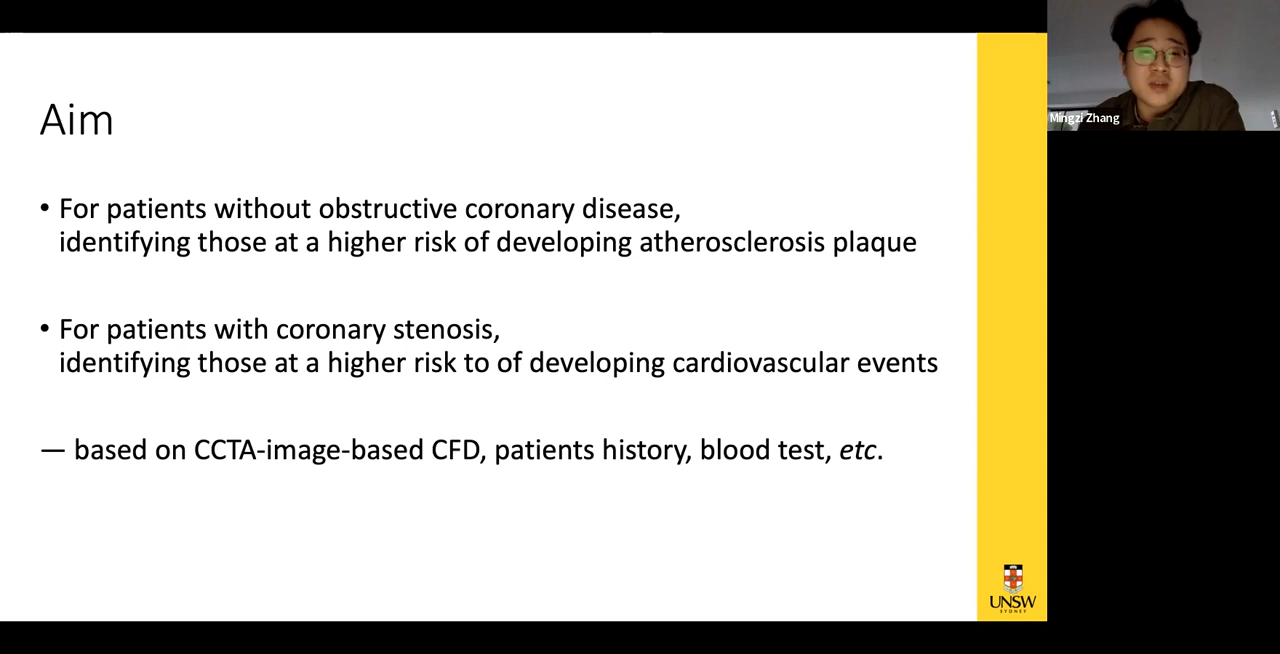 Aim
• For patients without obstructive coronary disease,
identifying those at a higher risk of developing atherosclerosis plaque
• For patients with coronary stenosis,
identifying those at a higher risk to of developing cardiovascular events
— based on CCTA-image-based CFD, patients history, blood test, etc.
Mingzi Zhang
UNSW
SYDNEY